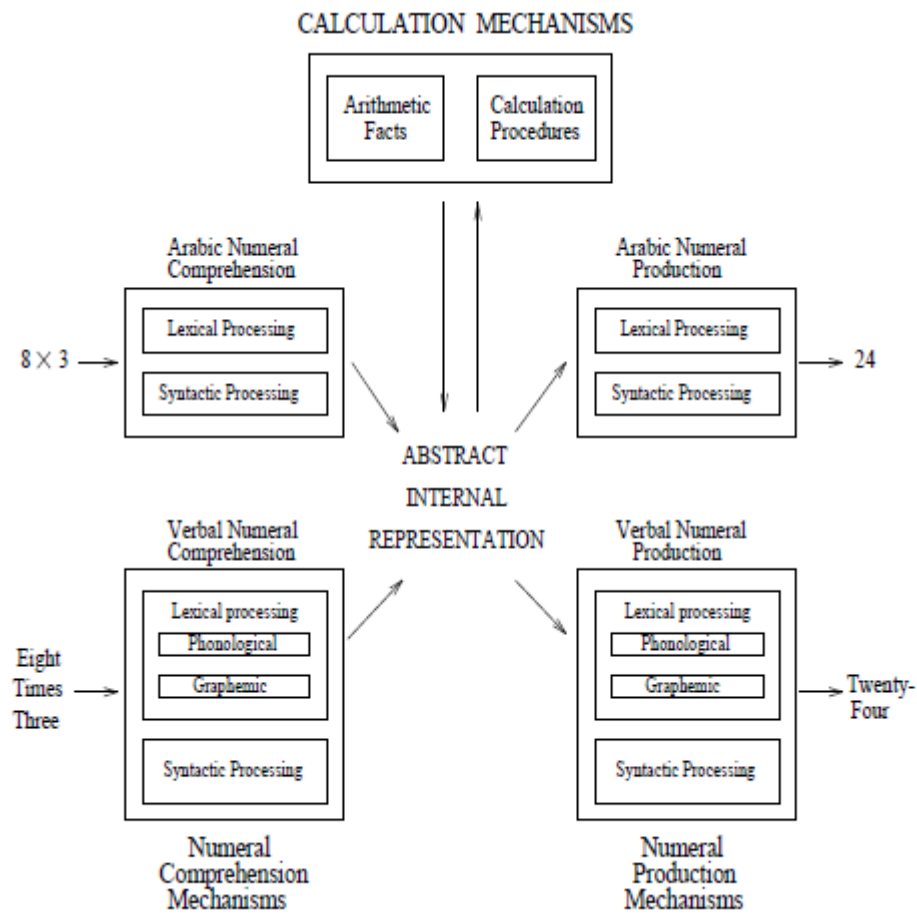 CALCULATION MECHANISMS
Arithmetic
Facts
Calculation
Procedures
Arabic Numeral
Comprehension
Lexical Processing
Syntactic Processing
8 × 3
Arabic Numeral
Production
Lexical Processing
Syntactic Processing
24
ABSTRACT
INTERNAL
REPRESENTATION
Verbal Numeral
Comprehension
Lexical processing
Phonological
Graphemic
Syntactic Processing
Eight
Times
Three
Verbal Numeral
Production
Lexical processing
Phonological
Graphemic
Syntactic Processing
Twenty-
Four
Numeral
Comprehension
Mechanisms
Numeral
Production
Mechanisms